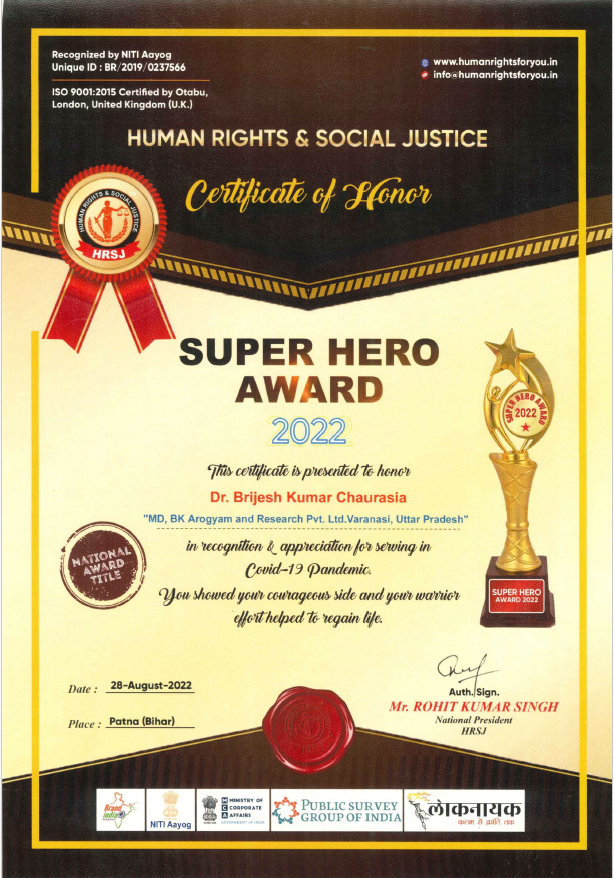 Recognized by NITI Aayog
Unique ID : BR/2019/0237566
ISO 9001:2015 Certified by Otabu,
London, United Kingdom (U.K.)
www.humanrightsforyou.in
info@humanrightsforyou.in
HUMAN RIGHTS & SOCIAL JUSTICE
Certificate of Honor
HUMAN RIGHTS & SOCIAL JUSTICE
HRSJ
SUPER HERO
AWARD
2022
SUPER HERO AWARD
2022
This certificate is presented to honor
Dr. Brijesh Kumar Chaurasia
"MD, BK Arogyam and Research Pvt. Ltd.Varanasi, Uttar Pradesh"
in recognition & appreciation for serving in
Covid-19 Pandemic.
You showed your courageous side and your warrior
effort helped to regain life.
NATIONAL
AWARD
TITLE
SUPER HERO
AWARD 2022
Date : 28-August-2022
Place : Patna (Bihar)
Auth. Sign.
Mr. ROHIT KUMAR SINGH
National President
HRSJ
Brand
india
NITI Aayog
MCA
MINISTRY OF
CORPORATE
AFFAIRS
GOVERNMENT OF INDIA
PUBLIC SURVEY
GROUP OF INDIA
लोकनायक
कलम से क्रांति तक